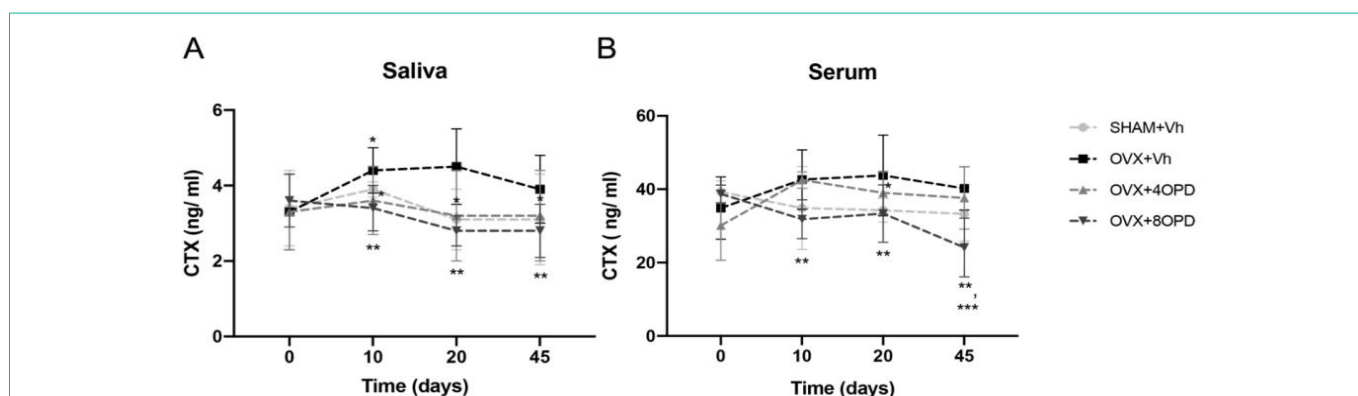 A
Saliva
CTX (ng/ ml)
6
4
2
0
*
*
*
*
**
**
**
0 10 20 45
Time (days)
B
Serum
CTX ( ng/ ml)
60
40
20
0
*
**
**
**,
***
0 10 20 45
Time (days)
SHAM+Vh
OVX+Vh
OVX+4OPD
OVX+8OPD